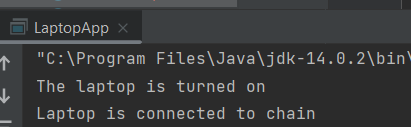 LaptopApp
"C:\Program Files\Java\jdk-14.0.2\bin\
The laptop is turned on
Laptop is connected to chain